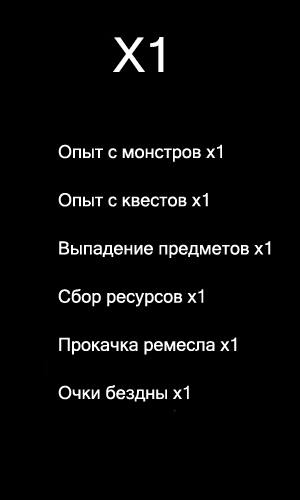 X1
Опыт с монстров x1
Опыт с квестов x1
Выпадение предметов x1
Сбор ресурсов x1
Прокачка ремесла x1
Очки бездны x1